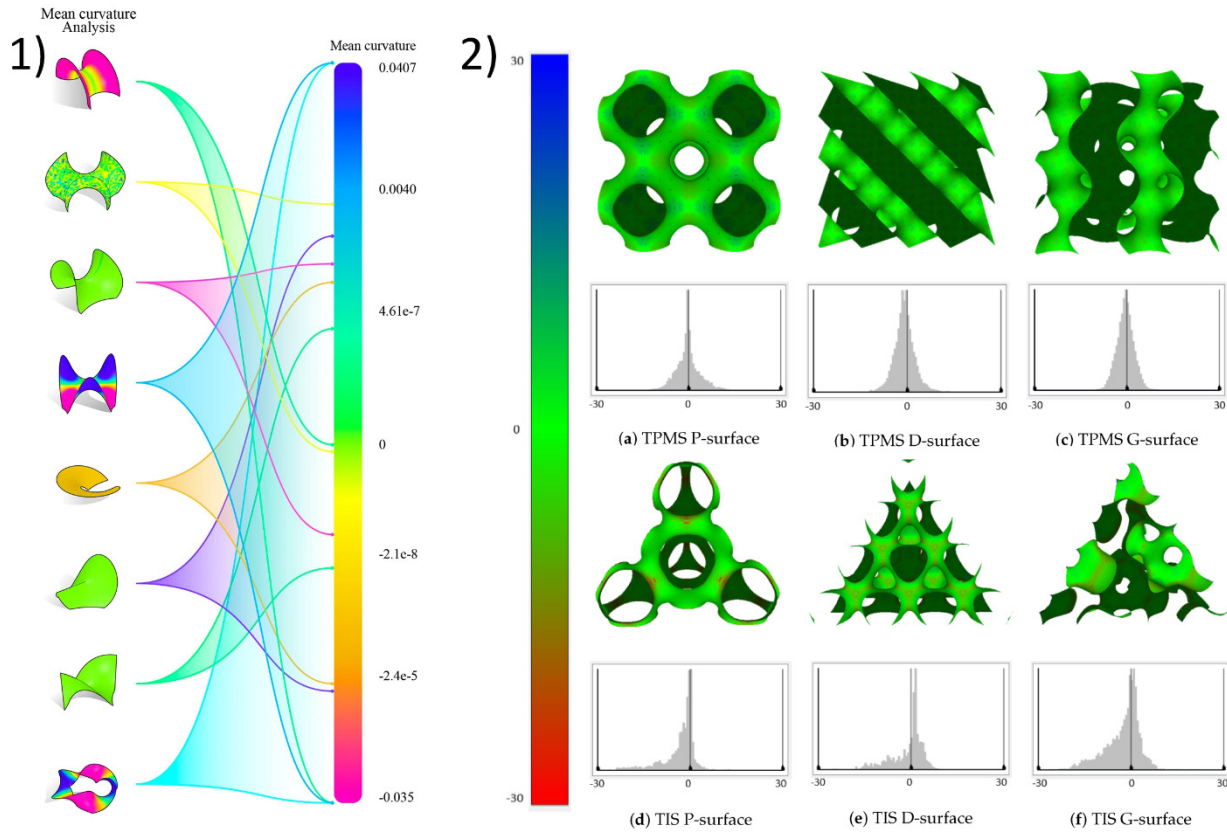 Mean curvature
Analysis
1)
Mean curvature
0.0407
0.0040
4.61e-7
0
-2.1e-8
-2.4e-5
-0.035
2)
30
0
-30
-30 0 30
(a) TPMS P-surface
-30 0 30
(b) TPMS D-surface
-30 0 30
(c) TPMS G-surface
-30 0 30
(d) TIS P-surface
-30 0 30
(e) TIS D-surface
-30 0 30
(f) TIS G-surface